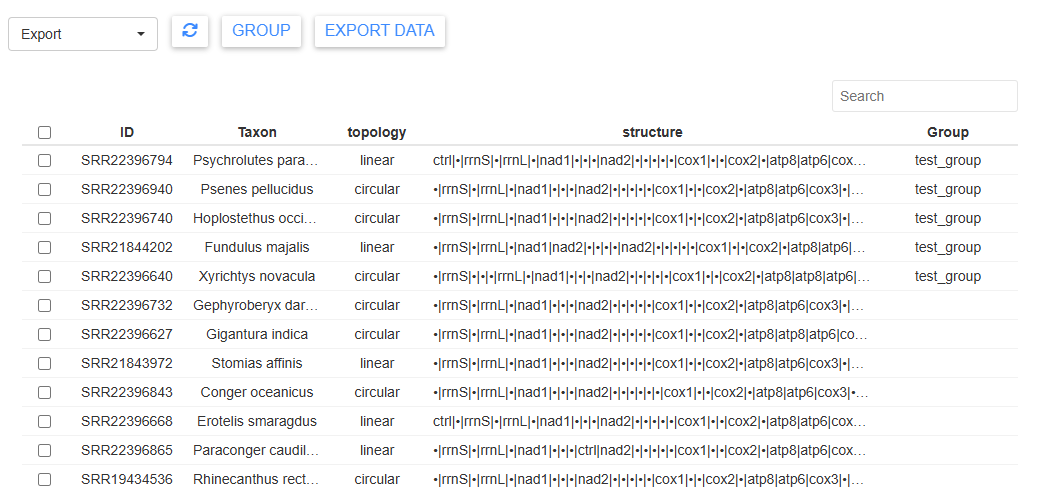 Export GROUP EXPORT DATA
Search
ID Taxon topology structure Group
SRR22396794 Psychrolutes para… linear ctrl|•|rrnS|•|rrnL|•|nad1|•|•|•|nad2|•|•|•|•|•|cox1|•|•|cox2|•|atp8|atp6|cox… test_group
SRR22396940 Psenes pellucidus circular •|rrnS|•|rrnL|•|nad1|•|•|•|nad2|•|•|•|•|•|cox1|•|•|cox2|•|atp8|atp6|cox3|•|… test_group
SRR22396740 Hoplostethus occi… circular •|rrnS|•|rrnL|•|nad1|•|•|•|nad2|•|•|•|•|•|cox1|•|•|cox2|•|atp8|atp6|cox3|•|… test_group
SRR21844202 Fundulus majalis linear •|rrnS|•|rrnL|•|nad1|nad2|•|•|•|•|nad2|•|•|•|•|•|cox1|•|•|cox2|•|atp8|atp6|… test_group
SRR22396640 Xyrichtys novacula circular •|rrnS|•|•|•|rrnL|•|nad1|•|•|•|nad2|•|•|•|•|•|cox1|•|•|cox2|•|atp8|atp8|atp6|… test_group
SRR22396732 Gephyroberyx dar… circular •|rrnS|•|rrnL|•|nad1|•|•|•|nad2|•|•|•|•|•|cox1|•|•|cox2|•|atp8|atp6|cox3|•|…
SRR22396627 Gigantura indica circular •|rrnS|•|rrnL|•|nad1|•|•|•|nad2|•|•|•|•|•|cox1|•|•|cox2|•|atp8|atp8|atp6|co…
SRR21843972 Stomias affinis linear •|rrnS|•|rrnL|•|nad1|•|•|•|nad2|•|•|•|•|•|cox1|•|•|cox2|•|atp8|atp6|cox3|•|…
SRR22396843 Conger oceanicus circular •|rrnS|•|rrnL|•|nad1|•|•|•|nad2|•|•|•|•|•|•|cox1|•|•|cox2|•|atp8|atp6|cox3|•…
SRR22396668 Erotelis smaragdus linear ctrl|•|rrnS|•|rrnL|•|nad1|•|•|•|nad2|•|•|•|•|•|cox1|•|•|cox2|•|atp8|atp6|cox…
SRR22396865 Paraconger caudil… linear •|rrnS|•|rrnL|•|nad1|•|•|•|ctrl|nad2|•|•|•|•|•|cox1|•|•|cox2|•|atp8|atp6|cox…
SRR19434536 Rhinecanthus rect… circular •|rrnS|•|rrnL|•|nad1|•|•|•|nad2|•|•|•|•|•|cox1|•|•|cox2|•|atp8|atp6|cox3|•|…